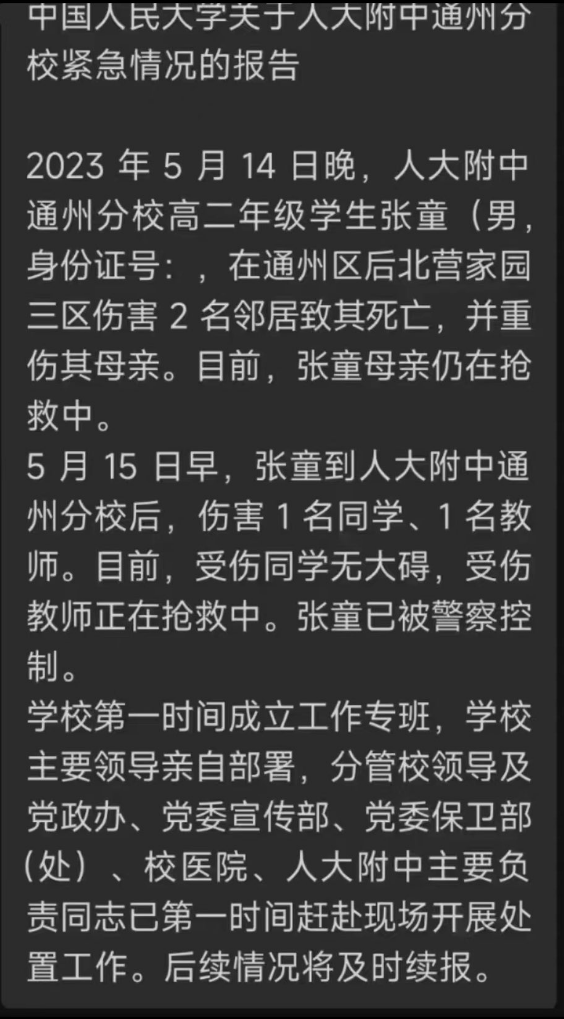 中国人民大学关于人大附中通州分
校紧急情况的报告
2023 年 5 月 14 日晚，人大附中
通州分校高二年级学生张童（男，
身份证号：，在通州区后北营家园
三区伤害 2 名邻居致其死亡，并重
伤其母亲。目前，张童母亲仍在抢
救中。
5 月 15 日早，张童到人大附中通
州分校后，伤害 1 名同学、1 名教
师。目前，受伤同学无大碍，受伤
教师正在抢救中。张童已被警察控
制。
学校第一时间成立工作专班，学校
主要领导亲自部署，分管校领导及
党政办、党委宣传部、党委保卫部
（处）、校医院、人大附中主要负
责同志已第一时间赶赴现场开展处
置工作。后续情况将及时续报。